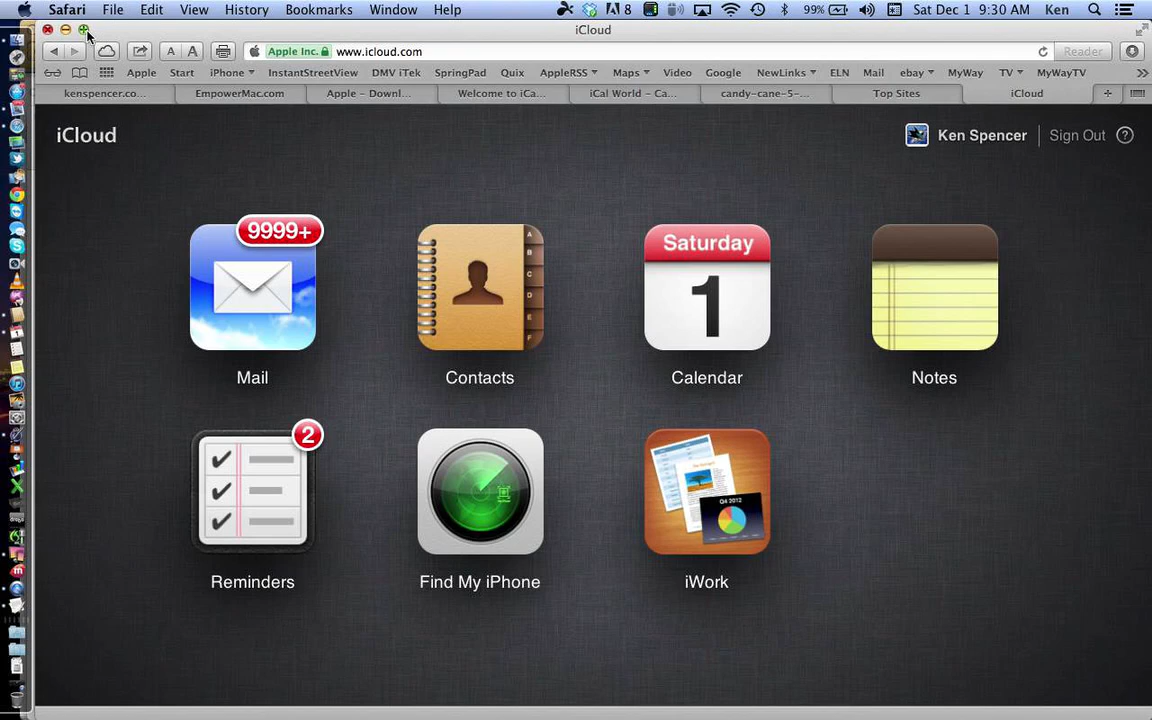 Safari File Edit View History Bookmarks Window Help 8 99% Sat Dec 1 9:30 AM Ken
iCloud
A A Apple Inc. www.icloud.com Reader
Apple Start iPhone InstantStreetView DMV iTek SpringPad Quix AppleRSS Maps Video Google NewLinks ELN Mail ebay MyWay TV MyWayTV
kenspencer.co... EmpowerMac.com Apple - Downl... Welcome to iCa... iCal World - Ca... candy-cane-5-... Top Sites iCloud
iCloud Ken Spencer Sign Out ?
9999+ A B C D E F Saturday 1
Mail Contacts Calendar Notes
2 Q4 2012
Reminders Find My iPhone iWork